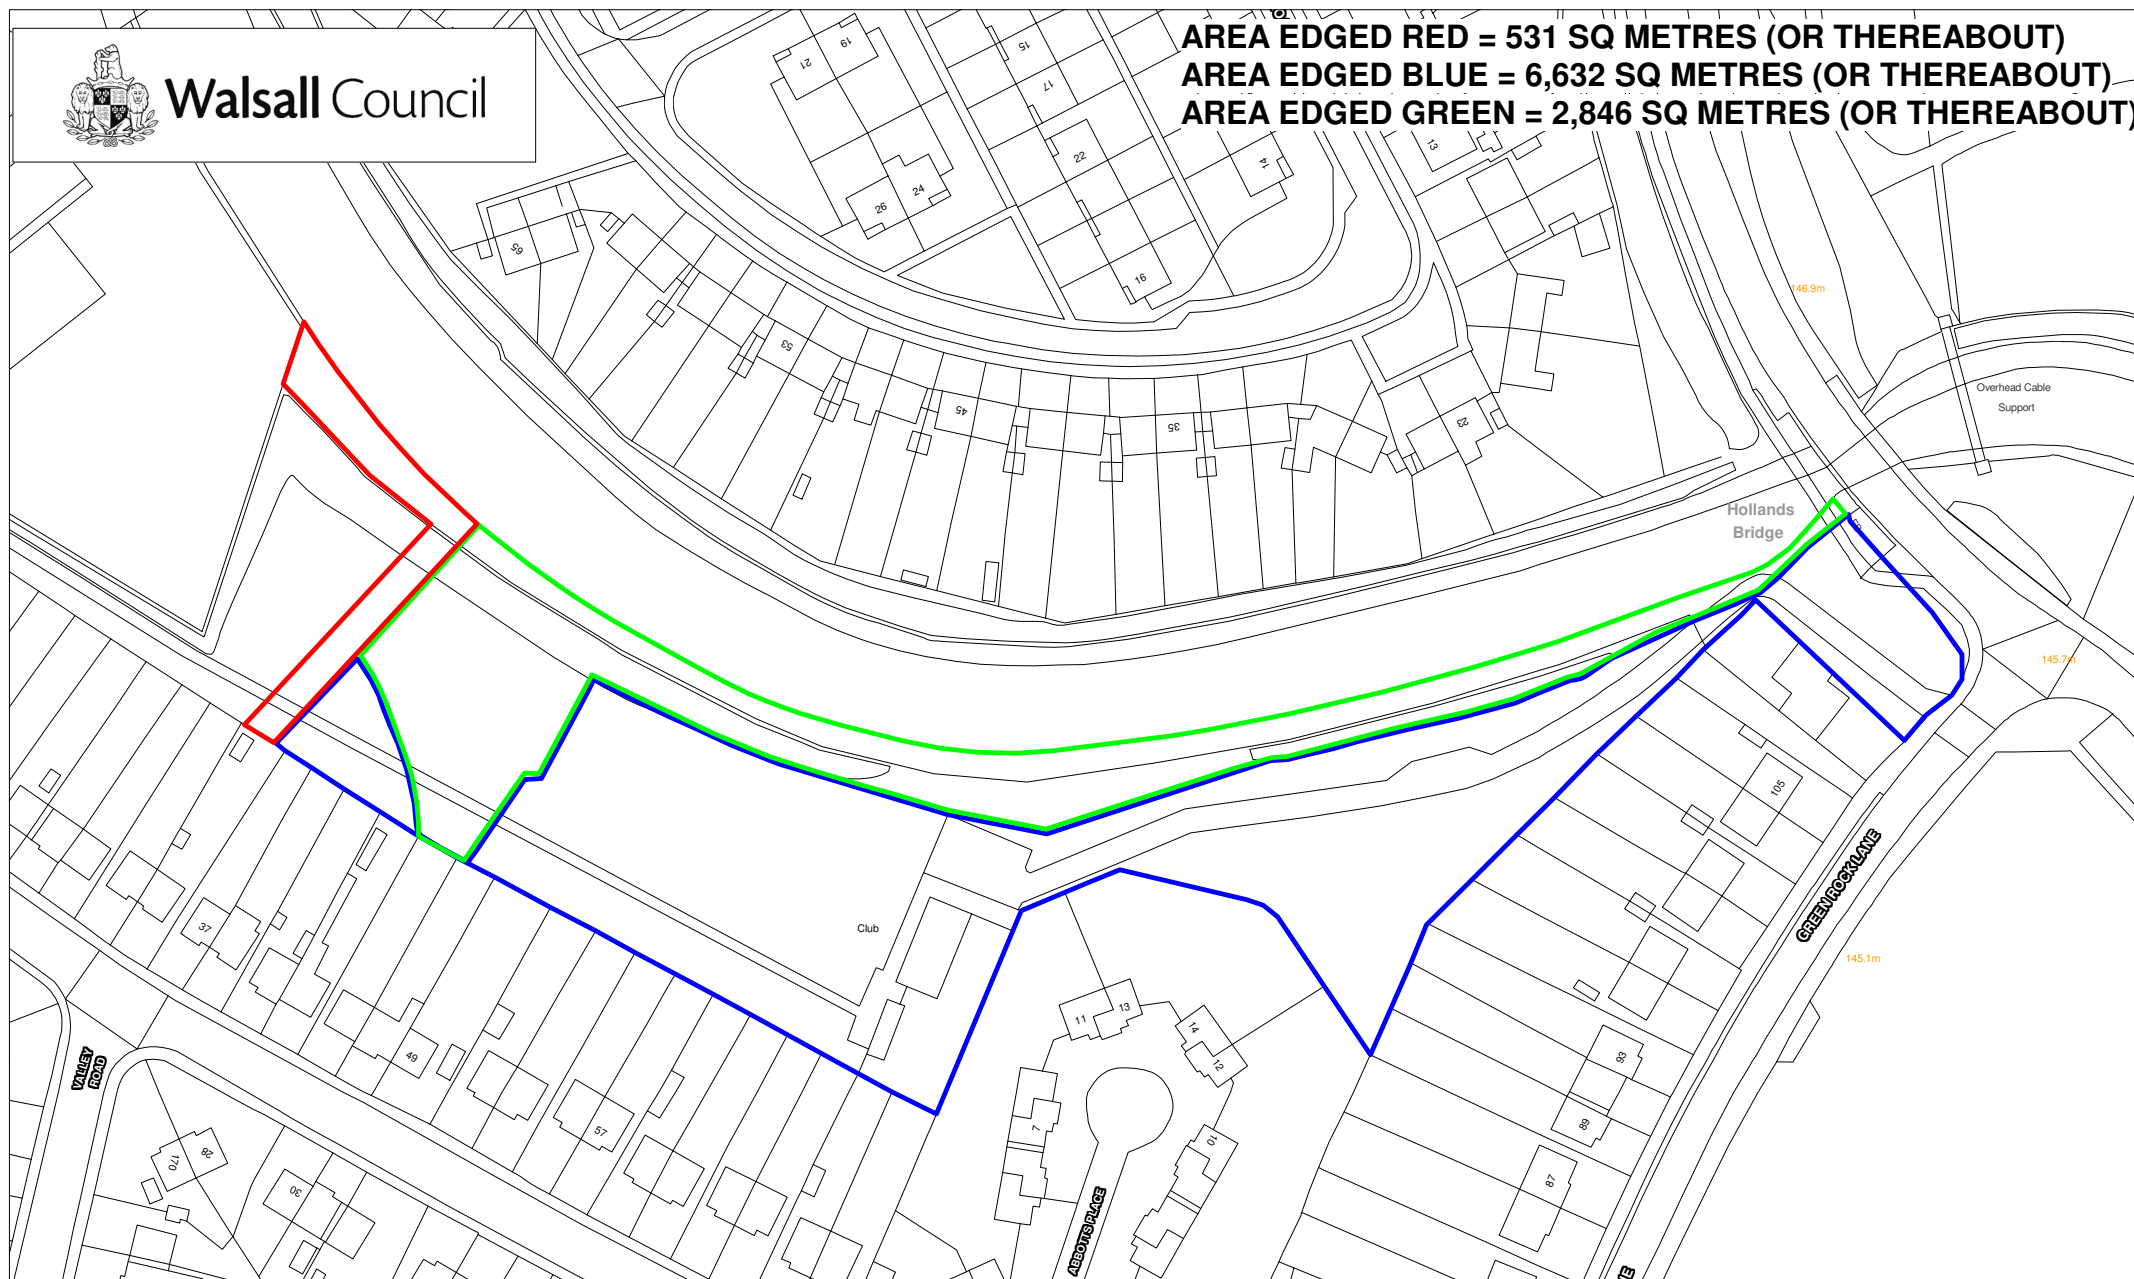 Walsall Council
AREA EDGED RED = 531 SQ METRES (OR THEREABOUT)
AREA EDGED BLUE = 6,632 SQ METRES (OR THEREABOUT)
AREA EDGED GREEN = 2,846 SQ METRES (OR THEREABOUT)
19
21
15
17
22
24
26
16
14
13
65
53
45
35
23
146.9m
Overhead Cable
Support
Hollands
Bridge
FB
145.7m
105
GREEN ROCK LANE
145.1m
Club
37
49
57
11
13
14
12
7
10
93
89
87
VALLEY
ROAD
170
28
30
ABBOTTS PLACE